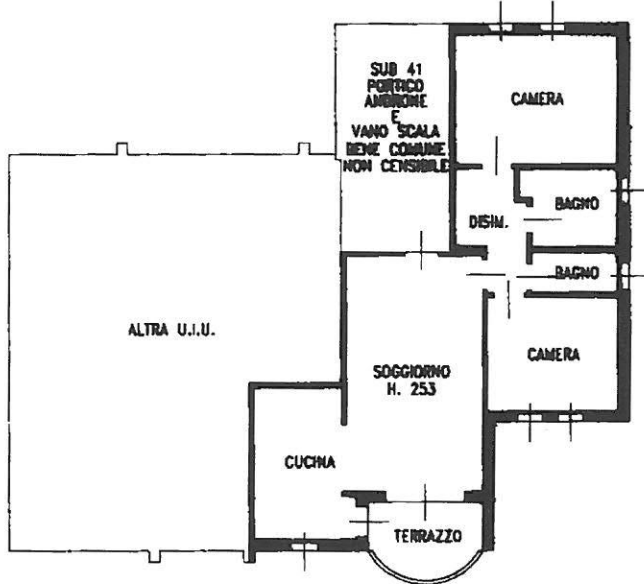 SUB 41
PORTICO
ANDRONE
E
VANO SCALA
BENE COMUNE
NON CENSIBILE
CAMERA
BAGNO
DISIM.
BAGNO
ALTRA U.I.U.
SOGGIORNO
H. 253
CAMERA
CUCINA
TERRAZZO